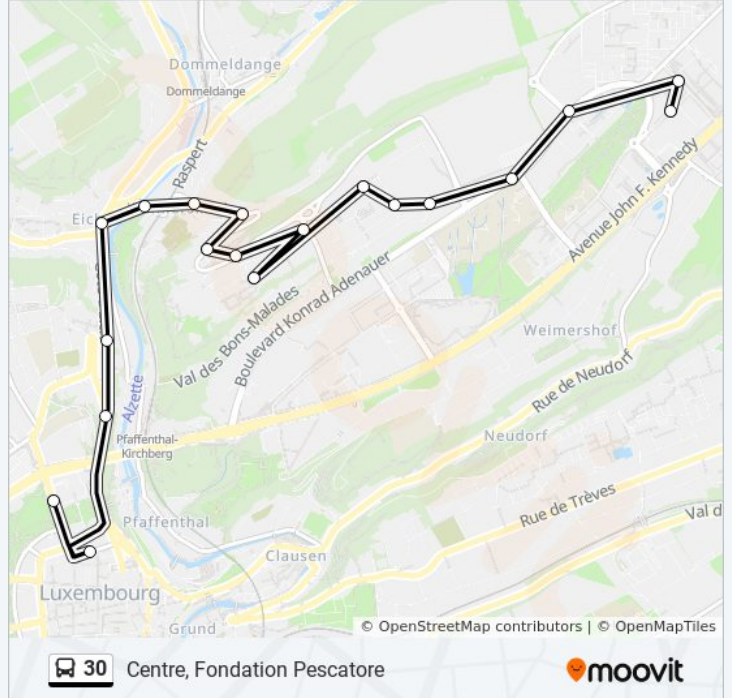 Dommeldange
Dommeldange
Raspert
Eich
Avenue John F. Kennedy
Boulevard Konrad Adenauer
Val des Bons-Malades
Weimershof
Rue de Neudorf
Alzette
Pfaffenthal-
Kirchberg
Neudorf
Rue de Trèves
Pfaffenthal
Val d
Clausen
Luxembourg
Grund
© OpenStreetMap contributors | © OpenMapTiles
30 Centre, Fondation Pescatore
moovit